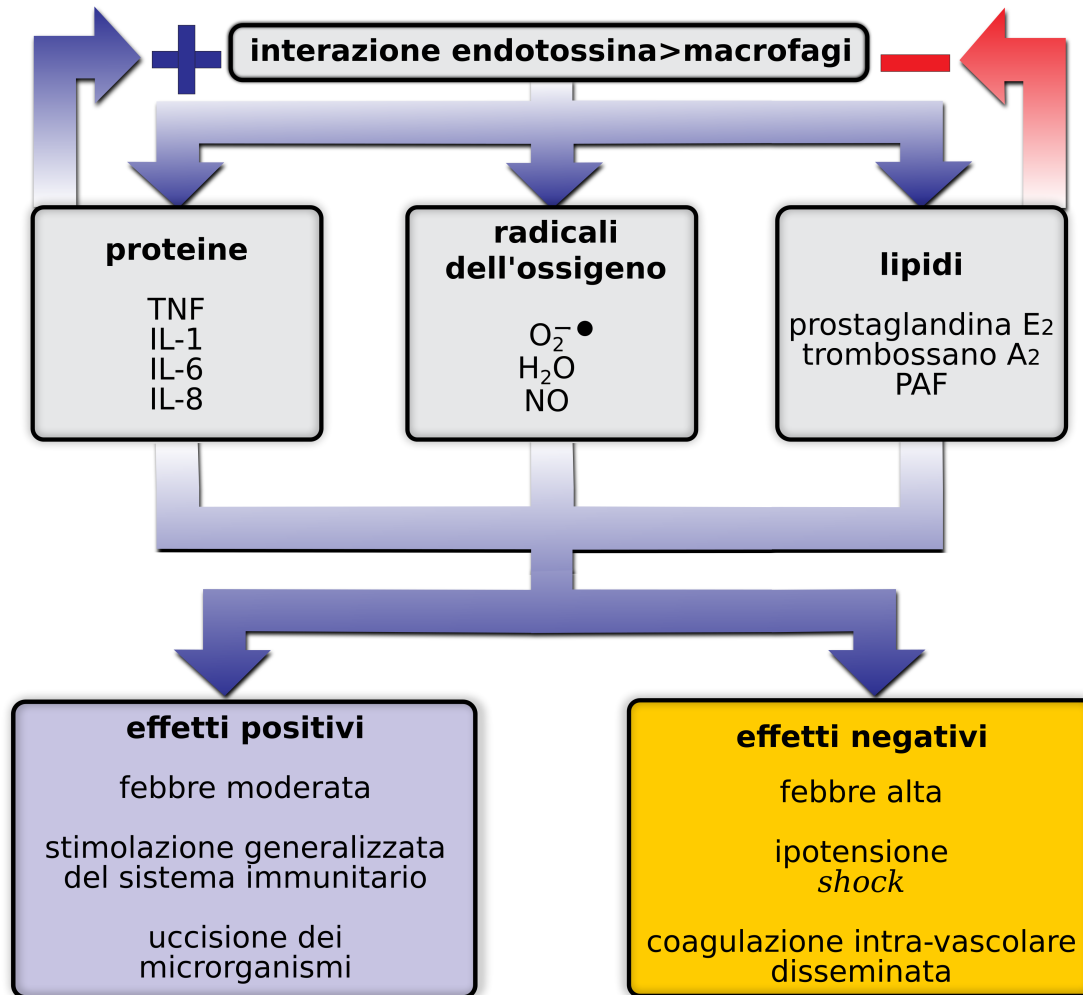 interazione endotossina>macrofagi
proteine
TNF
IL-1
IL-6
IL-8
radicali
dell'ossigeno
O₂⁻●
H₂O
NO
lipidi
prostaglandina E2
trombossano A2
PAF
effetti positivi
febbre moderata
stimolazione generalizzata
del sistema immunitario
uccisione dei
microrganismi
effetti negativi
febbre alta
ipotensione
shock
coagulazione intra-vascolare
disseminata